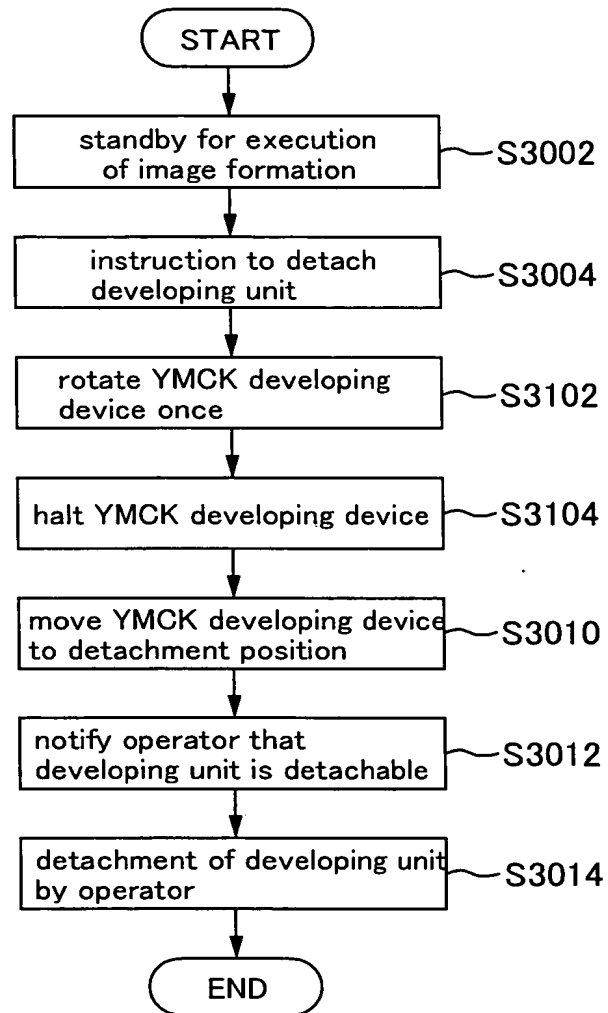 START
standby for execution
of image formation
S3002
instruction to detach
developing unit
S3004
rotate YMCK developing
device once
S3102
halt YMCK developing device
S3104
move YMCK developing device
to detachment position
S3010
notify operator that
developing unit is detachable
S3012
detachment of developing unit
by operator
S3014
END